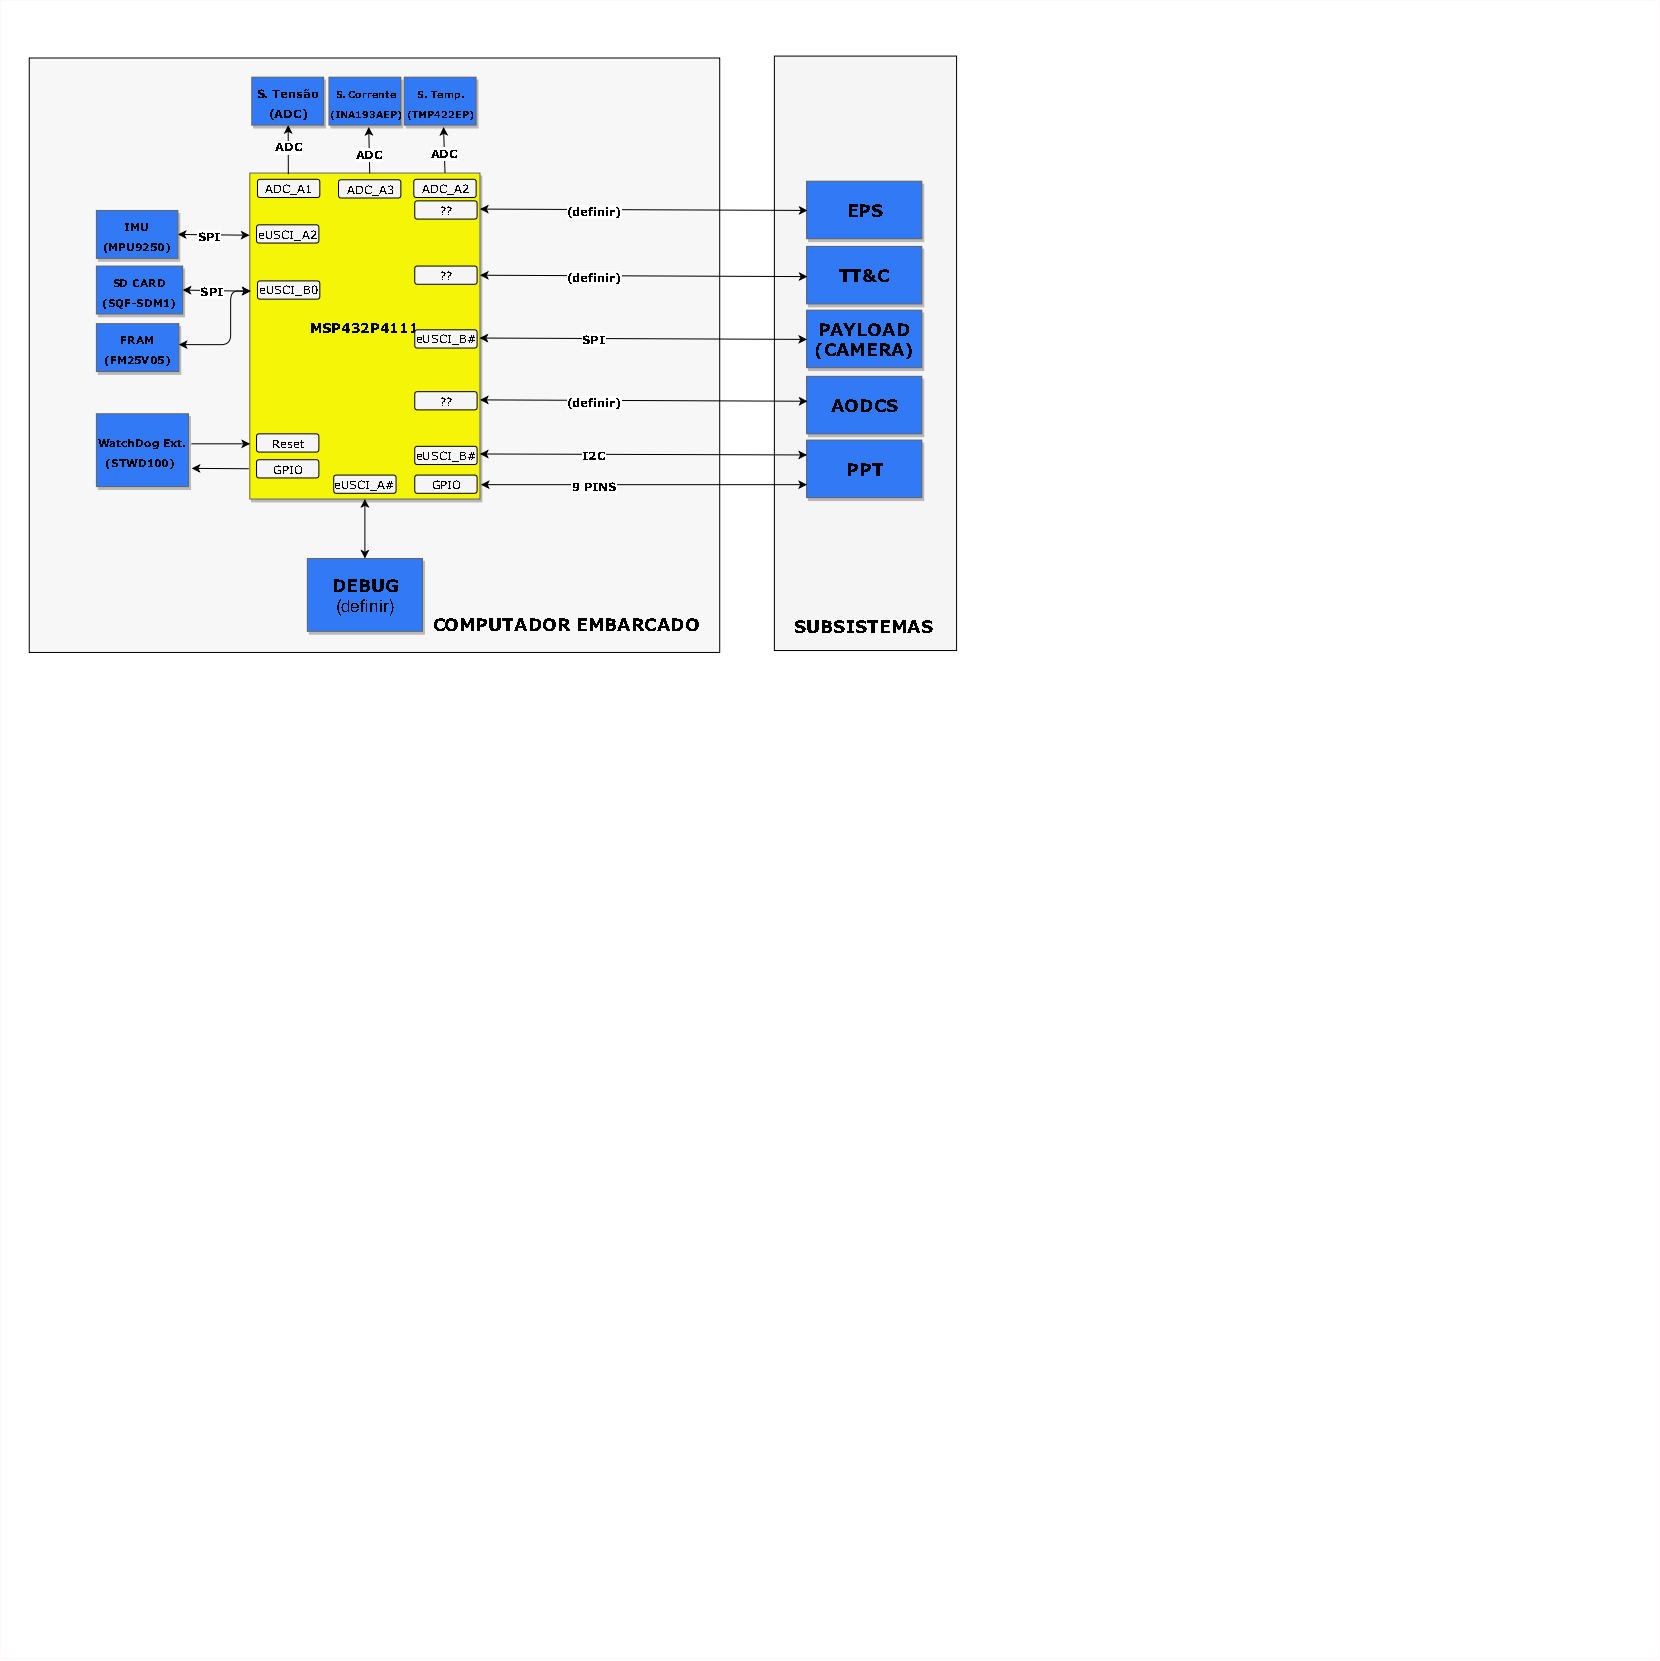 S. Tensão
(ADC)
S. Corrente
(INA193AEP)
S. Temp.
(TMP422EP)
ADC
ADC
ADC
ADC_A1
ADC_A3
ADC_A2
??
(definir)
EPS
IMU
(MPU9250)
SPI
eUSCI_A2
SD CARD
(SQF-SDM1)
SPI
eUSCI_B0
??
(definir)
TT&C
FRAM
(FM25V05)
MSP432P4111
eUSCI_B#
SPI
PAYLOAD
(CAMERA)
??
(definir)
AODCS
WatchDog Ext.
(STWD100)
Reset
GPIO
eUSCI_B#
I2C
PPT
eUSCI_A#
GPIO
9 PINS
DEBUG
(definir)
COMPUTADOR EMBARCADO
SUBSISTEMAS